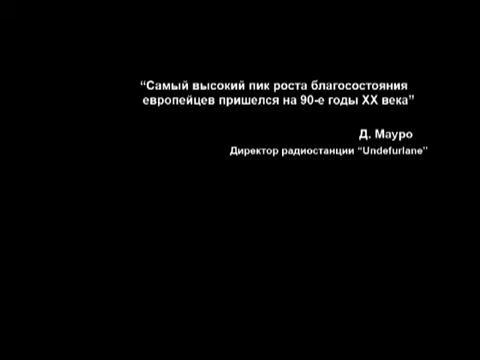 “Самый высокий пик роста благосостояния
европейцев пришелся на 90-е годы XX века”
Д. Мауро
Директор радиостанции “Undefurlane”